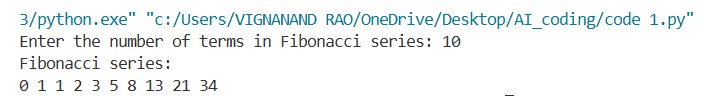 3/python.exe" "c:/Users/VIGNANAND RAO/OneDrive/Desktop/AI_coding/code 1.py"
Enter the number of terms in Fibonacci series: 10
Fibonacci series:
0 1 1 2 3 5 8 13 21 34